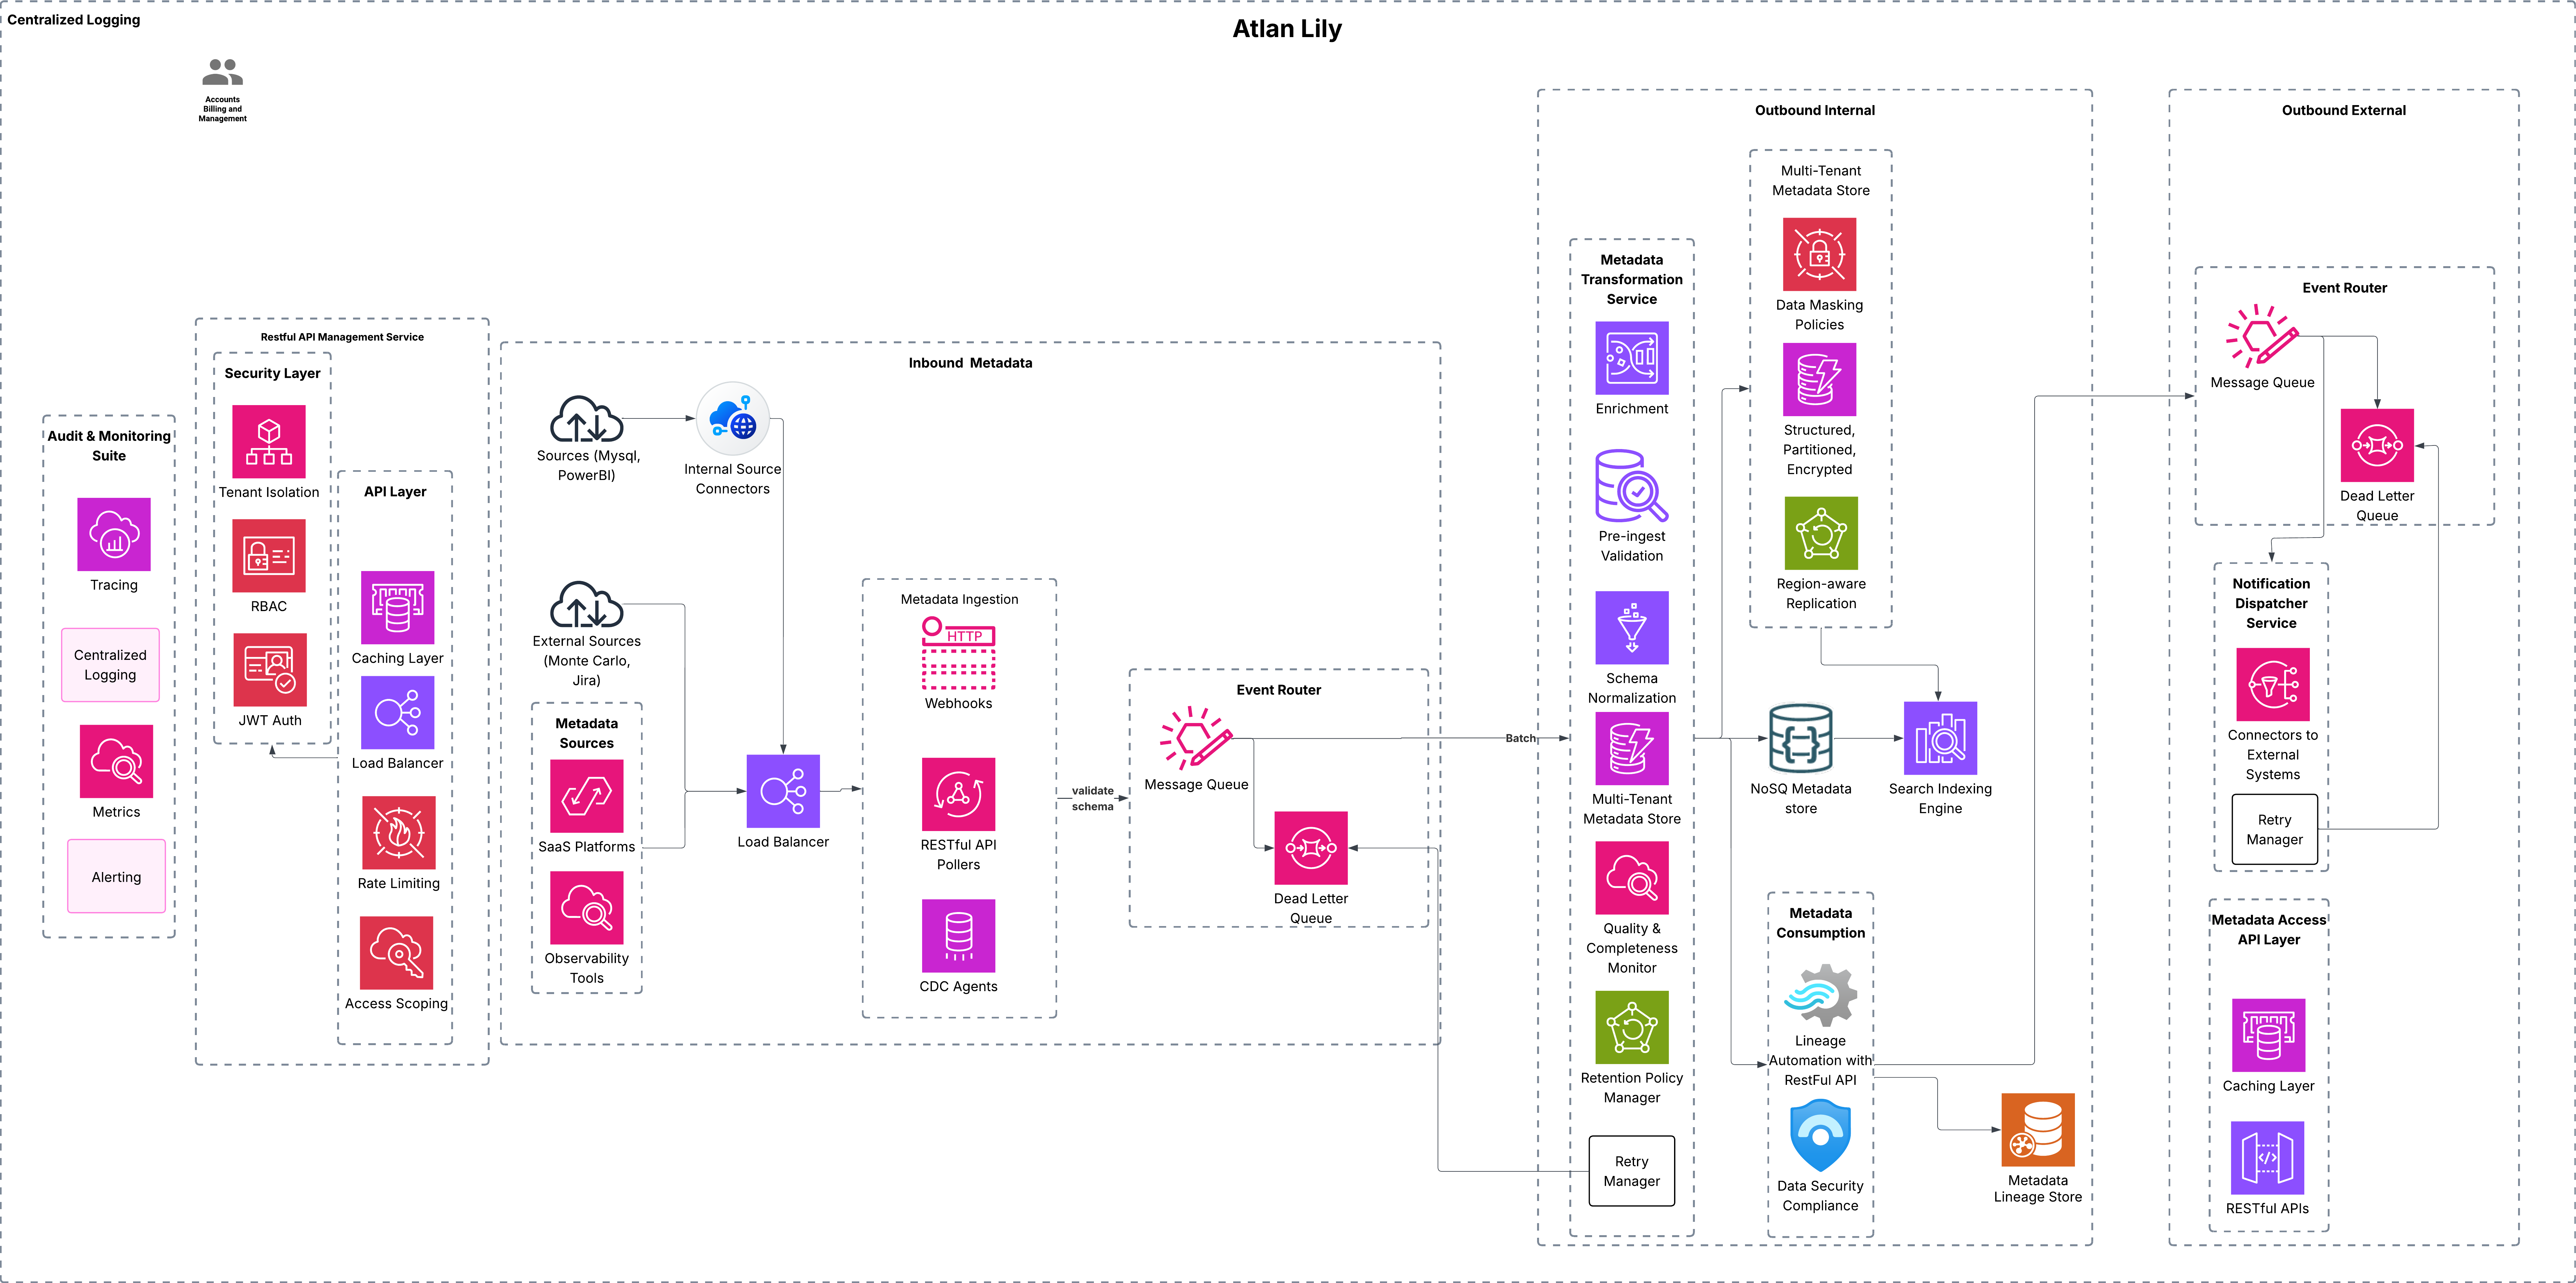 Centralized Logging
Atlan Lily
Accounts
Billing and
Management
Audit & Monitoring
Suite
Tracing
Centralized
Logging
Metrics
Alerting
Restful API Management Service
Security Layer
Tenant Isolation
RBAC
JWT Auth
API Layer
Caching Layer
Load Balancer
Rate Limiting
Access Scoping
Inbound Metadata
Sources (Mysql,
PowerBI)
Internal Source
Connectors
External Sources
(Monte Carlo,
Jira)
Metadata
Sources
SaaS Platforms
Observability
Tools
Load Balancer
Metadata Ingestion
HTTP
Webhooks
RESTful API
Pollers
CDC Agents
validate
schema
Event Router
Message Queue
Dead Letter
Queue
Batch
Outbound Internal
Metadata
Transformation
Service
Enrichment
Pre-ingest
Validation
Schema
Normalization
Multi-Tenant
Metadata Store
Quality &
Completeness
Monitor
Retention Policy
Manager
Retry
Manager
Multi-Tenant
Metadata Store
Data Masking
Policies
Structured,
Partitioned,
Encrypted
Region-aware
Replication
NoSQ Metadata
store
Search Indexing
Engine
Metadata
Consumption
Lineage
Automation with
RestFul API
Data Security
Compliance
Metadata
Lineage Store
Outbound External
Event Router
Message Queue
Dead Letter
Queue
Notification
Dispatcher
Service
Connectors to
External
Systems
Retry
Manager
Metadata Access
API Layer
Caching Layer
</>
RESTful APIs